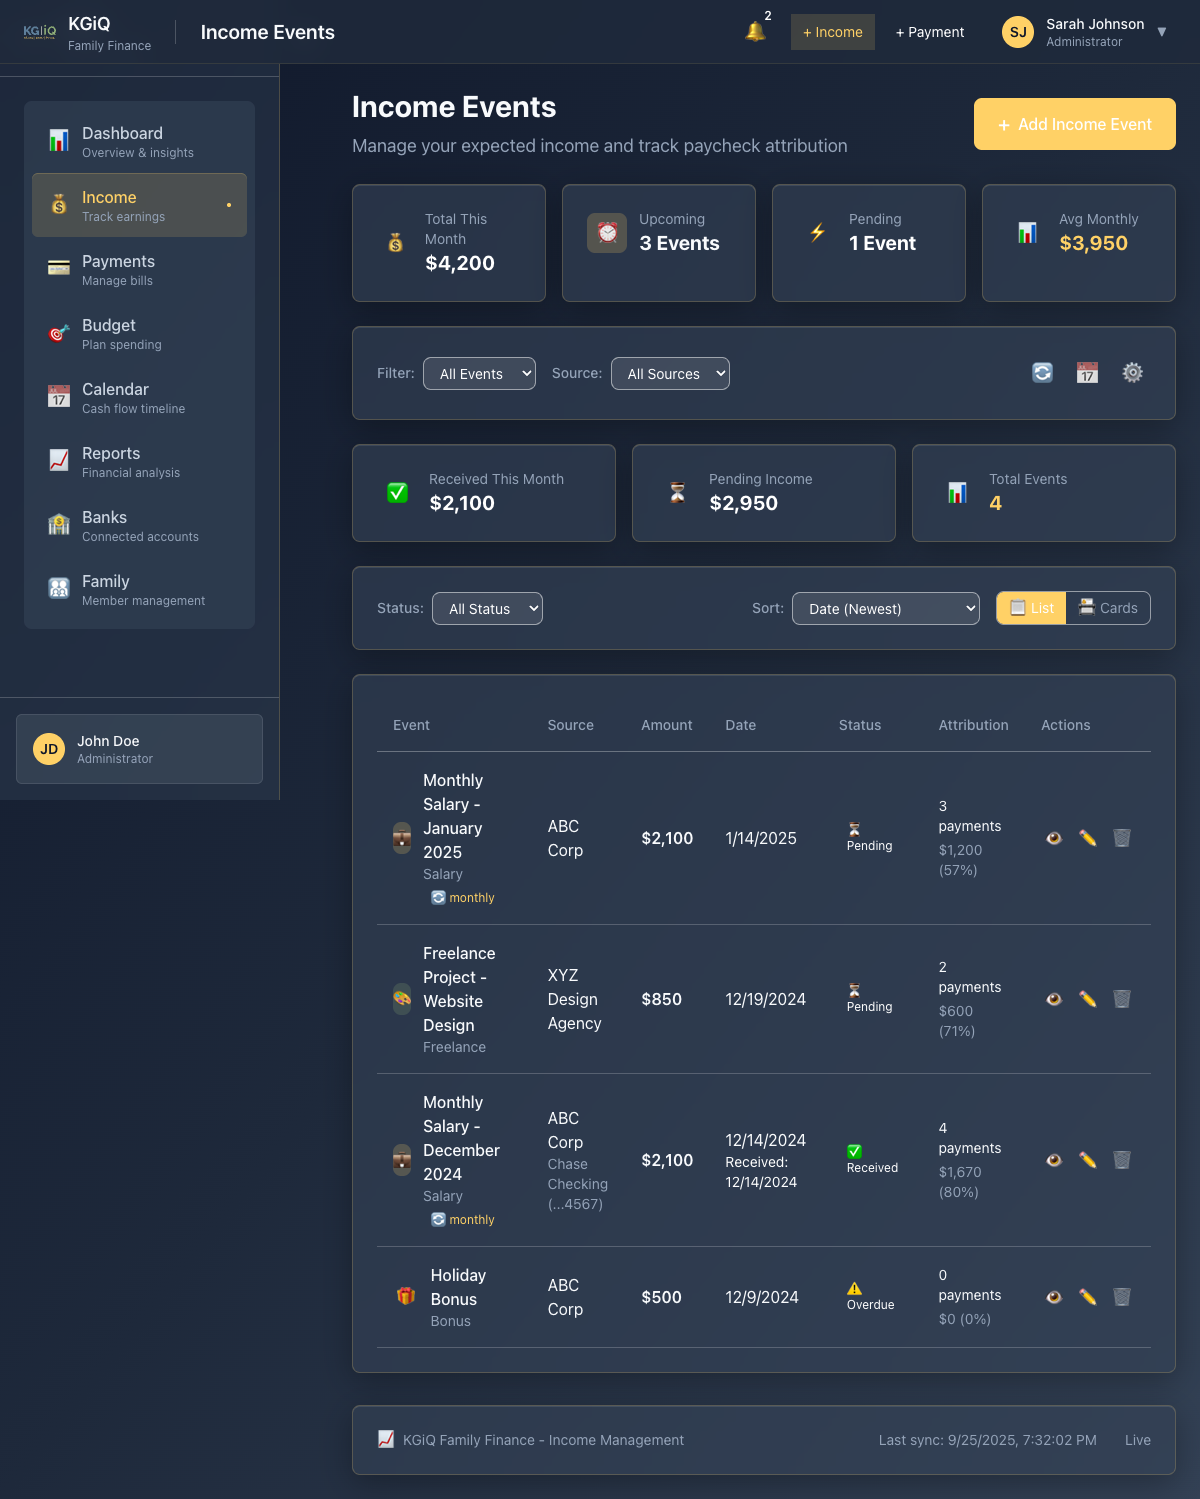 KGiQ
KGiQ
Family Finance
Income Events
2
+ Income
+ Payment
SJ
Sarah Johnson
Administrator
▼
Dashboard
Overview & insights
Income
Track earnings
Payments
Manage bills
Budget
Plan spending
17
Calendar
Cash flow timeline
Reports
Financial analysis
Banks
Connected accounts
Family
Member management
JD
John Doe
Administrator
Income Events
Manage your expected income and track paycheck attribution
+ Add Income Event
Total This
Month
$4,200
Upcoming
3 Events
Pending
1 Event
Avg Monthly
$3,950
Filter:
All Events
Source:
All Sources
17
Received This Month
$2,100
Pending Income
$2,950
Total Events
4
Status:
All Status
Sort:
Date (Newest)
List
Cards
Event
Source
Amount
Date
Status
Attribution
Actions
Monthly
Salary -
January
2025
Salary
monthly
ABC
Corp
$2,100
1/14/2025
Pending
3
payments
$1,200
(57%)
Freelance
Project -
Website
Design
Freelance
XYZ
Design
Agency
$850
12/19/2024
Pending
2
payments
$600
(71%)
Monthly
Salary -
December
2024
Salary
monthly
ABC
Corp
Chase
Checking
(...4567)
$2,100
12/14/2024
Received:
12/14/2024
Received
4
payments
$1,670
(80%)
Holiday
Bonus
Bonus
ABC
Corp
$500
12/9/2024
Overdue
0
payments
$0 (0%)
KGiQ Family Finance - Income Management
Last sync: 9/25/2025, 7:32:02 PM
Live